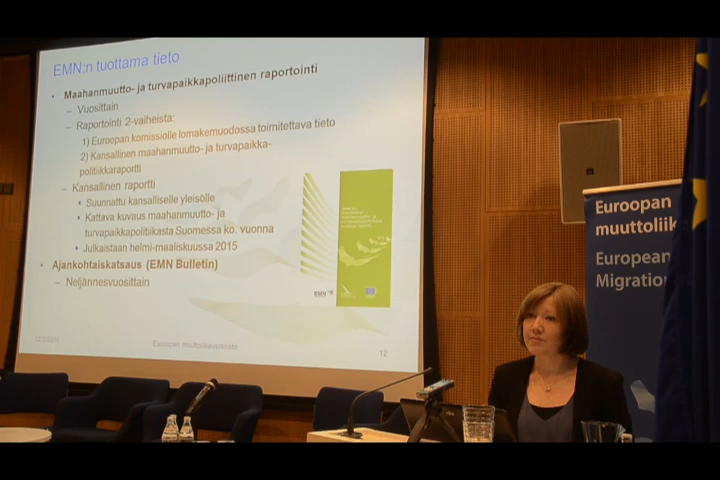 EMN:n tuottama tieto
• Maahanmuutto- ja turvapaikkapoliittinen raportointi
– Vuosittain
– Raportointi 2-vaiheista:
1) Euroopan komissiolle lomakemuodossa toimitettava tieto
2) Kansallinen maahanmuutto- ja turvapaikka-
politiikkaraportti
– Kansallinen raportti
• Suunnattu kansalliselle yleisölle
• Kattava kuvaus maahanmuutto- ja
turvapaikkapolitiikasta Suomessa ko. vuonna
• Julkaistaan helmi-maaliskuussa 2015
• Ajankohtaiskatsaus (EMN Bulletin)
– Neljännesvuosittain
EMN
Euroopan muuttoliikeverkosto
12
Euroopan
muuttoliik
European
Migration